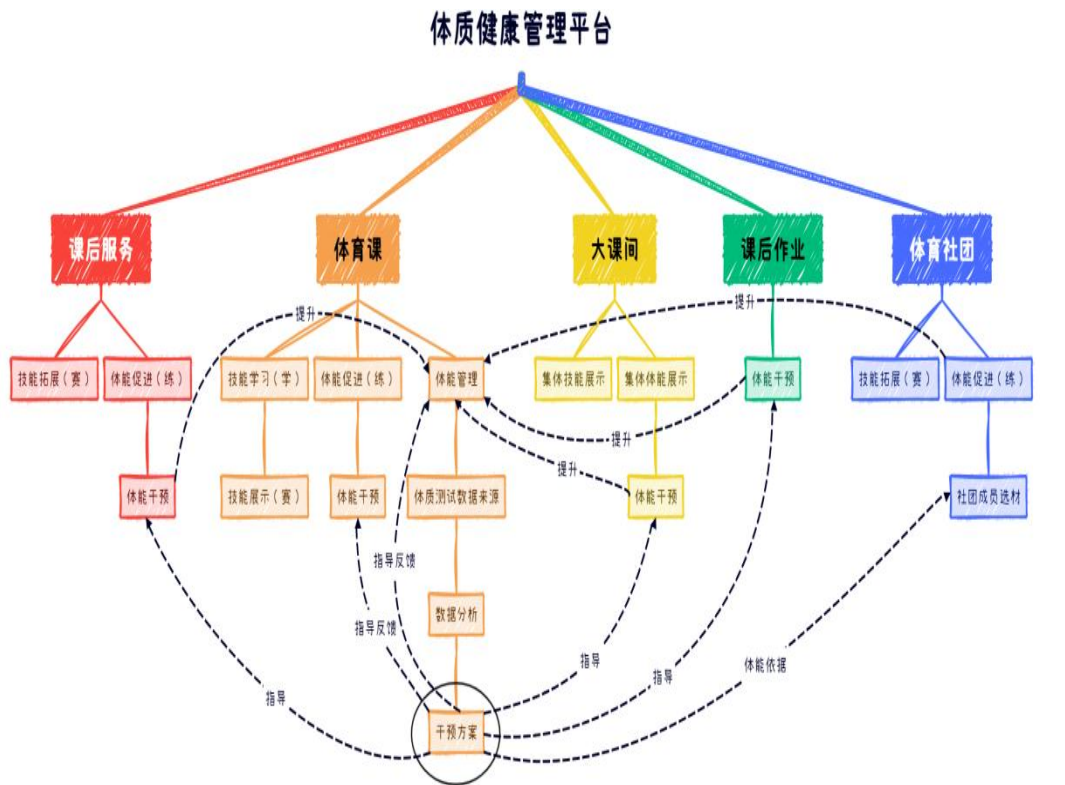 体质健康管理平台
课后服务
体育课
大课间
课后作业
体育社团
提升
提升
技能拓展（赛）
体能促进（练）
技能学习（学）
体能促进（练）
体能管理
集体技能展示
集体体能展示
体能干预
技能拓展（赛）
体能促进（练）
提升
提升
体能干预
技能展示（赛）
体能干预
体质测试数据来源
体能干预
社团成员选材
指导反馈
数据分析
指导反馈
指导
体能依据
指导
指导
干预方案